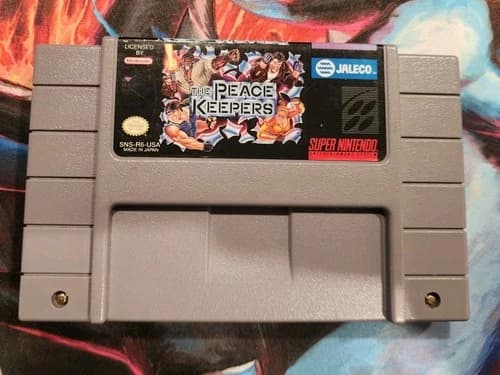 LICENSED
BY
Nintendo
THE PEACE
KEEPERS
JALECO
SNS-R6-USA
MADE IN JAPAN
SUPER NINTENDO
ENTERTAINMENT SYSTEM